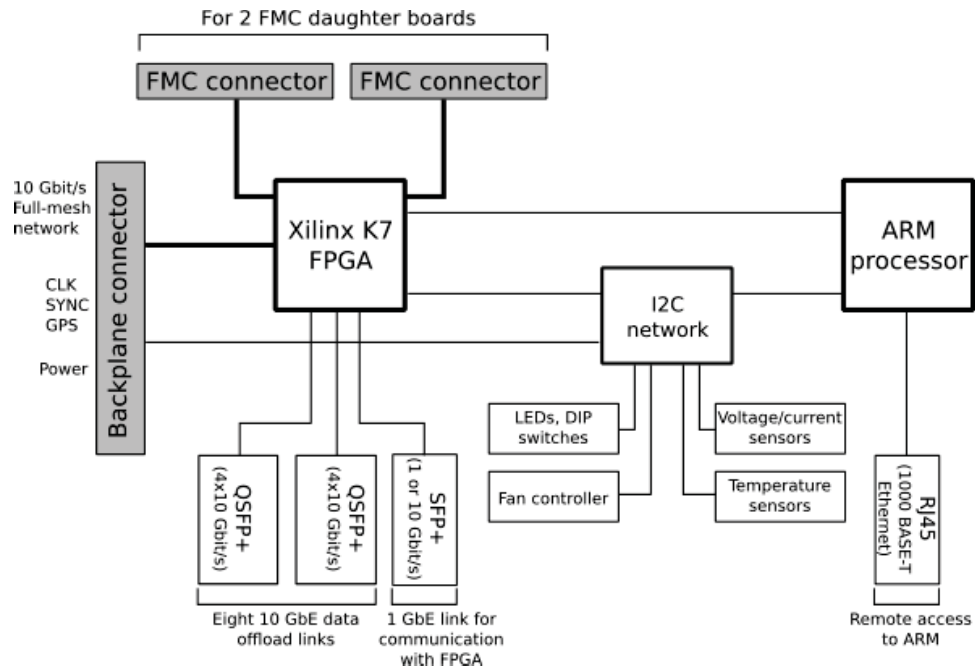 For 2 FMC daughter boards
FMC connector
FMC connector
10 Gbit/s
Full-mesh
network
CLK
SYNC
GPS
Power
Backplane connector
Xilinx K7
FPGA
ARM
processor
I2C
network
LEDs, DIP
switches
Voltage/current
sensors
Fan controller
Temperature
sensors
QSFP+
(4x10 Gbit/s)
QSFP+
(4x10 Gbit/s)
SFP+
(1 or 10 Gbit/s)
RJ45
(1000 BASE-T
Ethernet)
Eight 10 GbE data
offload links
1 GbE link for
communication
with FPGA
Remote access
to ARM